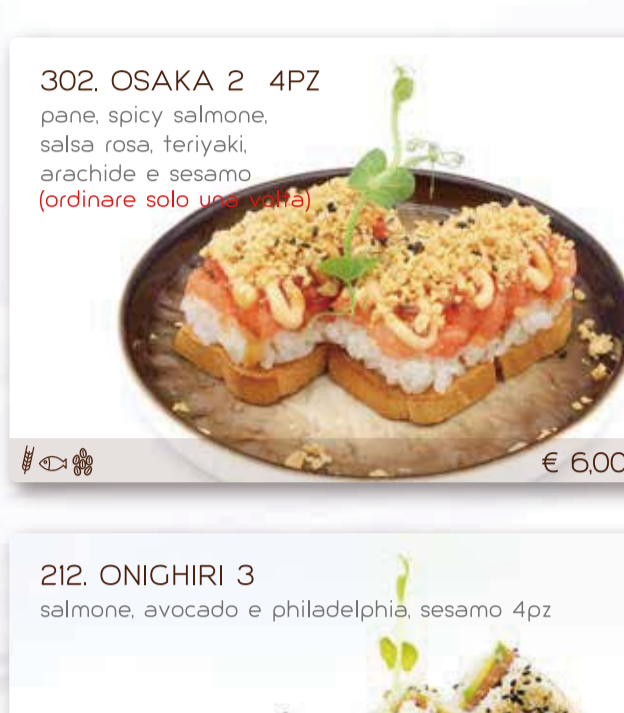 302. OSAKA 2 4PZ
pane, spicy salmone,
salsa rosa, teriyaki,
arachide e sesamo
(ordinare solo una volta)
€ 6,00
212. ONIGHIRI 3
salmone, avocado e philadelphia, sesamo 4pz